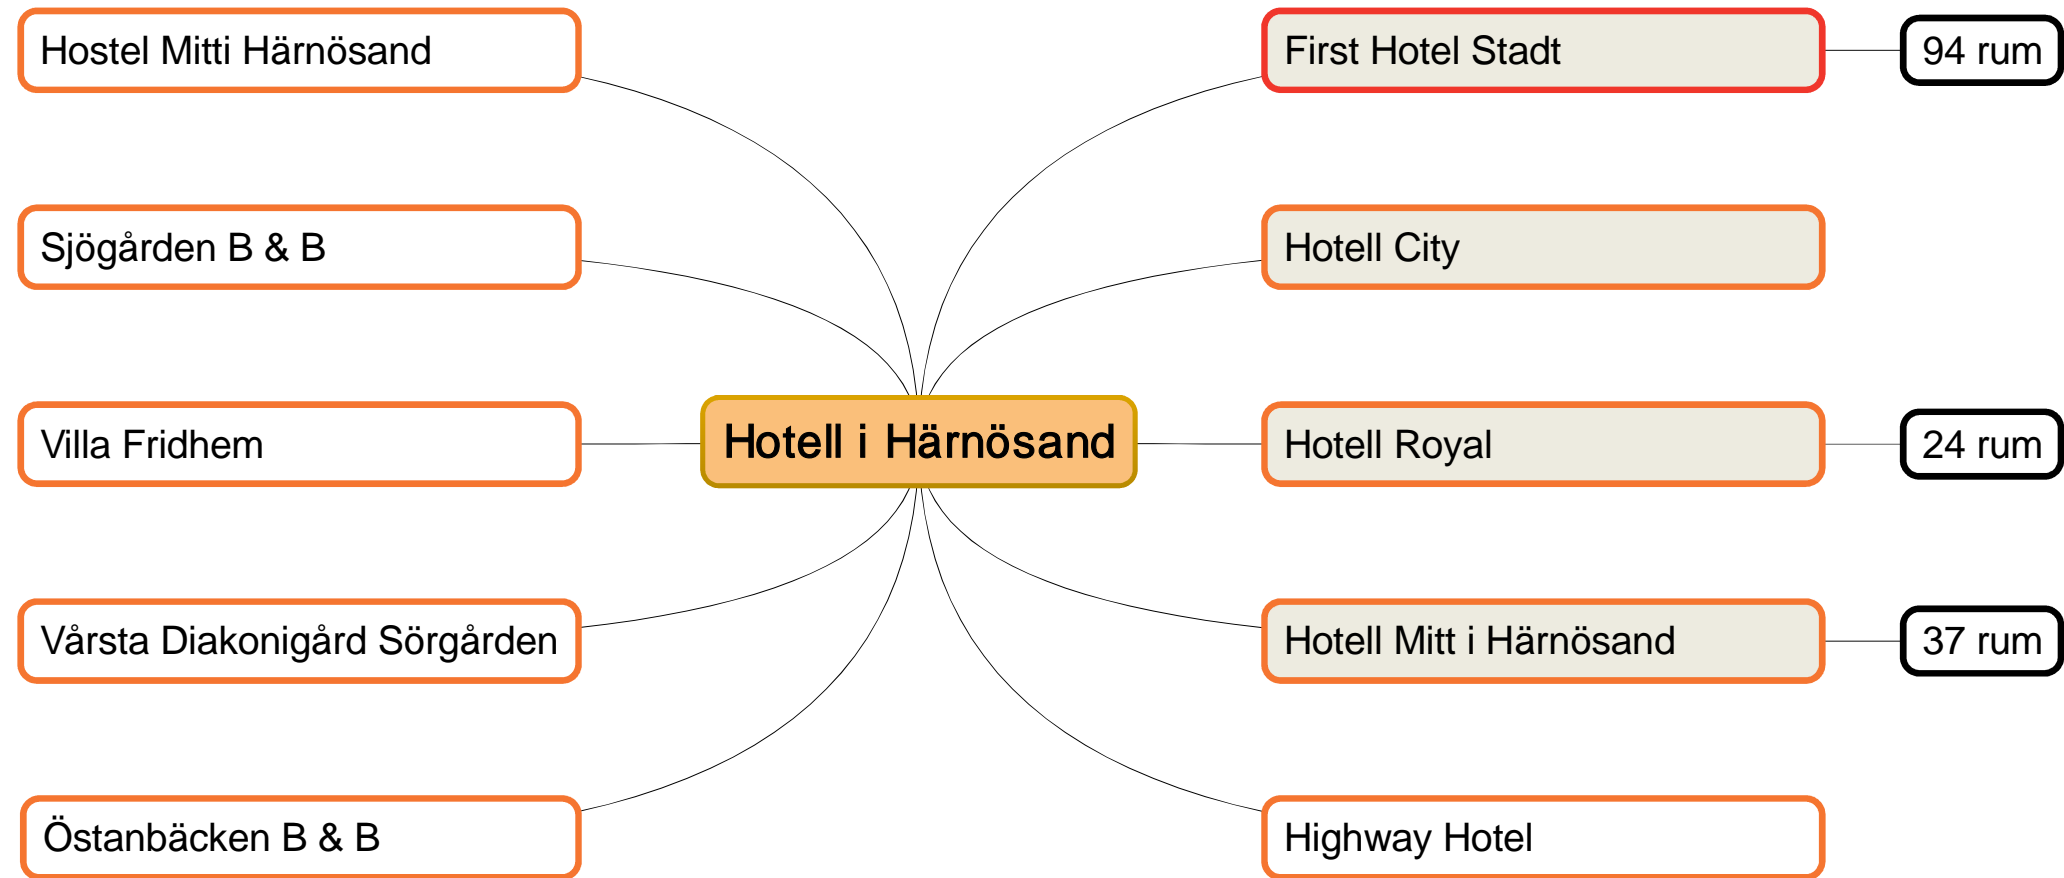 Hostel Mitti Härnösand
Sjögården B & B
Villa Fridhem
Vårsta Diakonigård Sörgården
Östanbäcken B & B
Hotell i Härnösand
First Hotel Stadt
94 rum
Hotell City
Hotell Royal
24 rum
Hotell Mitt i Härnösand
37 rum
Highway Hotel